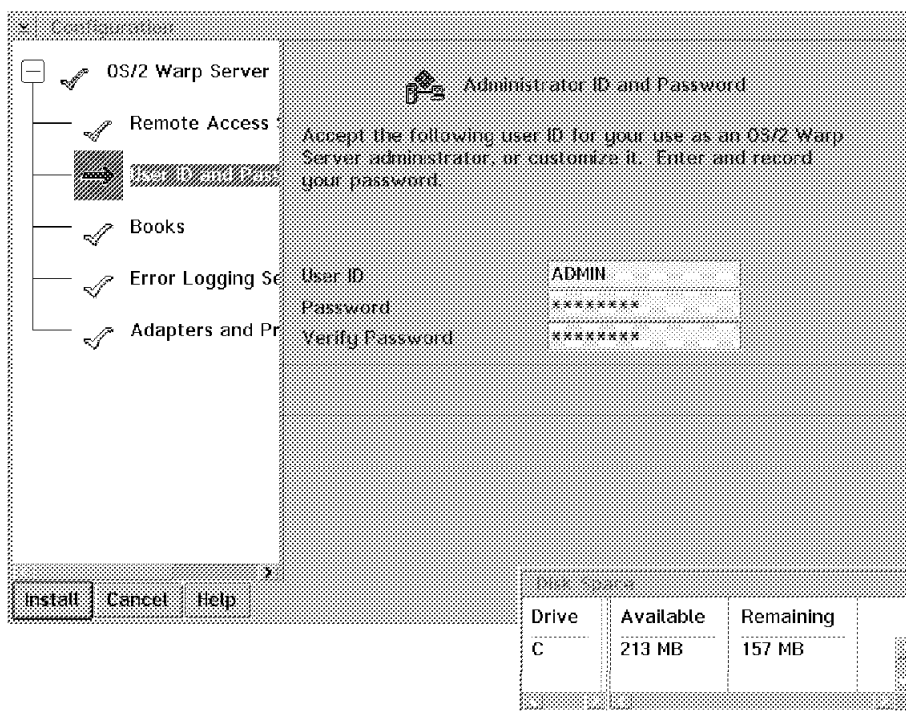 Configuration
OS/2 Warp Server
Remote Access
User ID and Pass
Books
Error Logging Se
Adapters and Pr
Install
Cancel
Help
Administrator ID and Password
Accept the following user ID for your use as an OS/2 Warp
Server administrator, or customize it. Enter and record
your password.
User ID ADMIN
Password ********
Verify Password ********
Disk Space
Drive Available Remaining
C 213 MB 157 MB